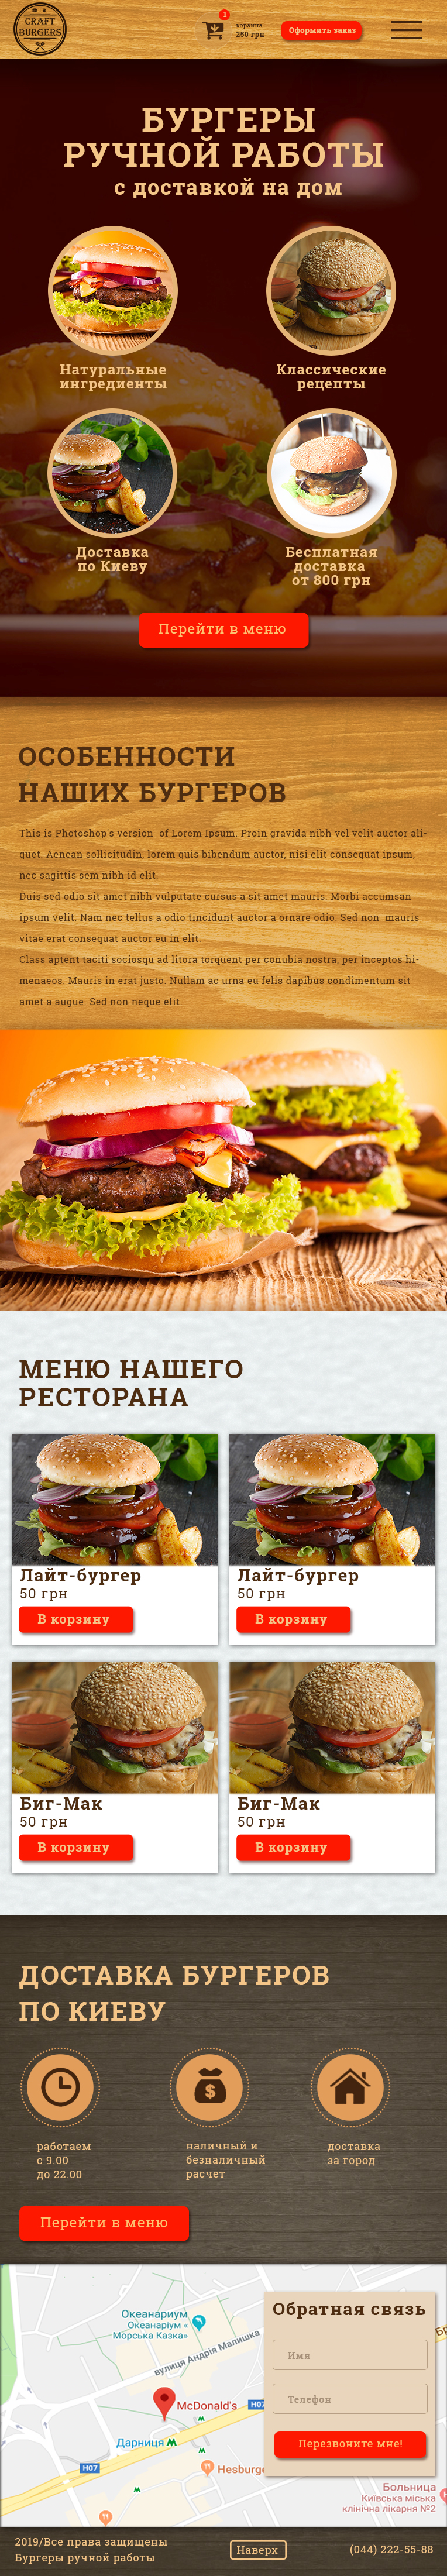 CRAFT
BURGERS
1
корзина
250 грн
Оформить заказ
БУРГЕРЫ
РУЧНОЙ РАБОТЫ
с доставкой на дом
Натуральные
ингредиенты
Классические
рецепты
Доставка
по Киеву
Бесплатная
доставка
от 800 грн
Перейти в меню
ОСОБЕННОСТИ
НАШИХ БУРГЕРОВ
This is Photoshop's version of Lorem Ipsum. Proin gravida nibh vel velit auctor ali-
quet. Aenean sollicitudin, lorem quis bibendum auctor, nisi elit consequat ipsum,
nec sagittis sem nibh id elit.
Duis sed odio sit amet nibh vulputate cursus a sit amet mauris. Morbi accumsan
ipsum velit. Nam nec tellus a odio tincidunt auctor a ornare odio. Sed non mauris
vitae erat consequat auctor eu in elit.
Class aptent taciti sociosqu ad litora torquent per conubia nostra, per inceptos hi-
menaeos. Mauris in erat justo. Nullam ac urna eu felis dapibus condimentum sit
amet a augue. Sed non neque elit.
МЕНЮ НАШЕГО
РЕСТОРАНА
Лайт-бургер
50 грн
В корзину
Лайт-бургер
50 грн
В корзину
Биг-Мак
50 грн
В корзину
Биг-Мак
50 грн
В корзину
ДОСТАВКА БУРГЕРОВ
ПО КИЕВУ
$
работаем
с 9.00
до 22.00
наличный и
безналичный
расчет
доставка
за город
Перейти в меню
Океанариум
Океанаріум «
Морська Казка»
вулиця Андрія Малишка
McDonald's
Н07
Дарниця
Н07
Hesburge
Больница
Київська міська
клінічна лікарня №2
Обратная связь
Имя
Телефон
Перезвоните мне!
2019/Все права защищены
Бургеры ручной работы
Наверх
(044) 222-55-88